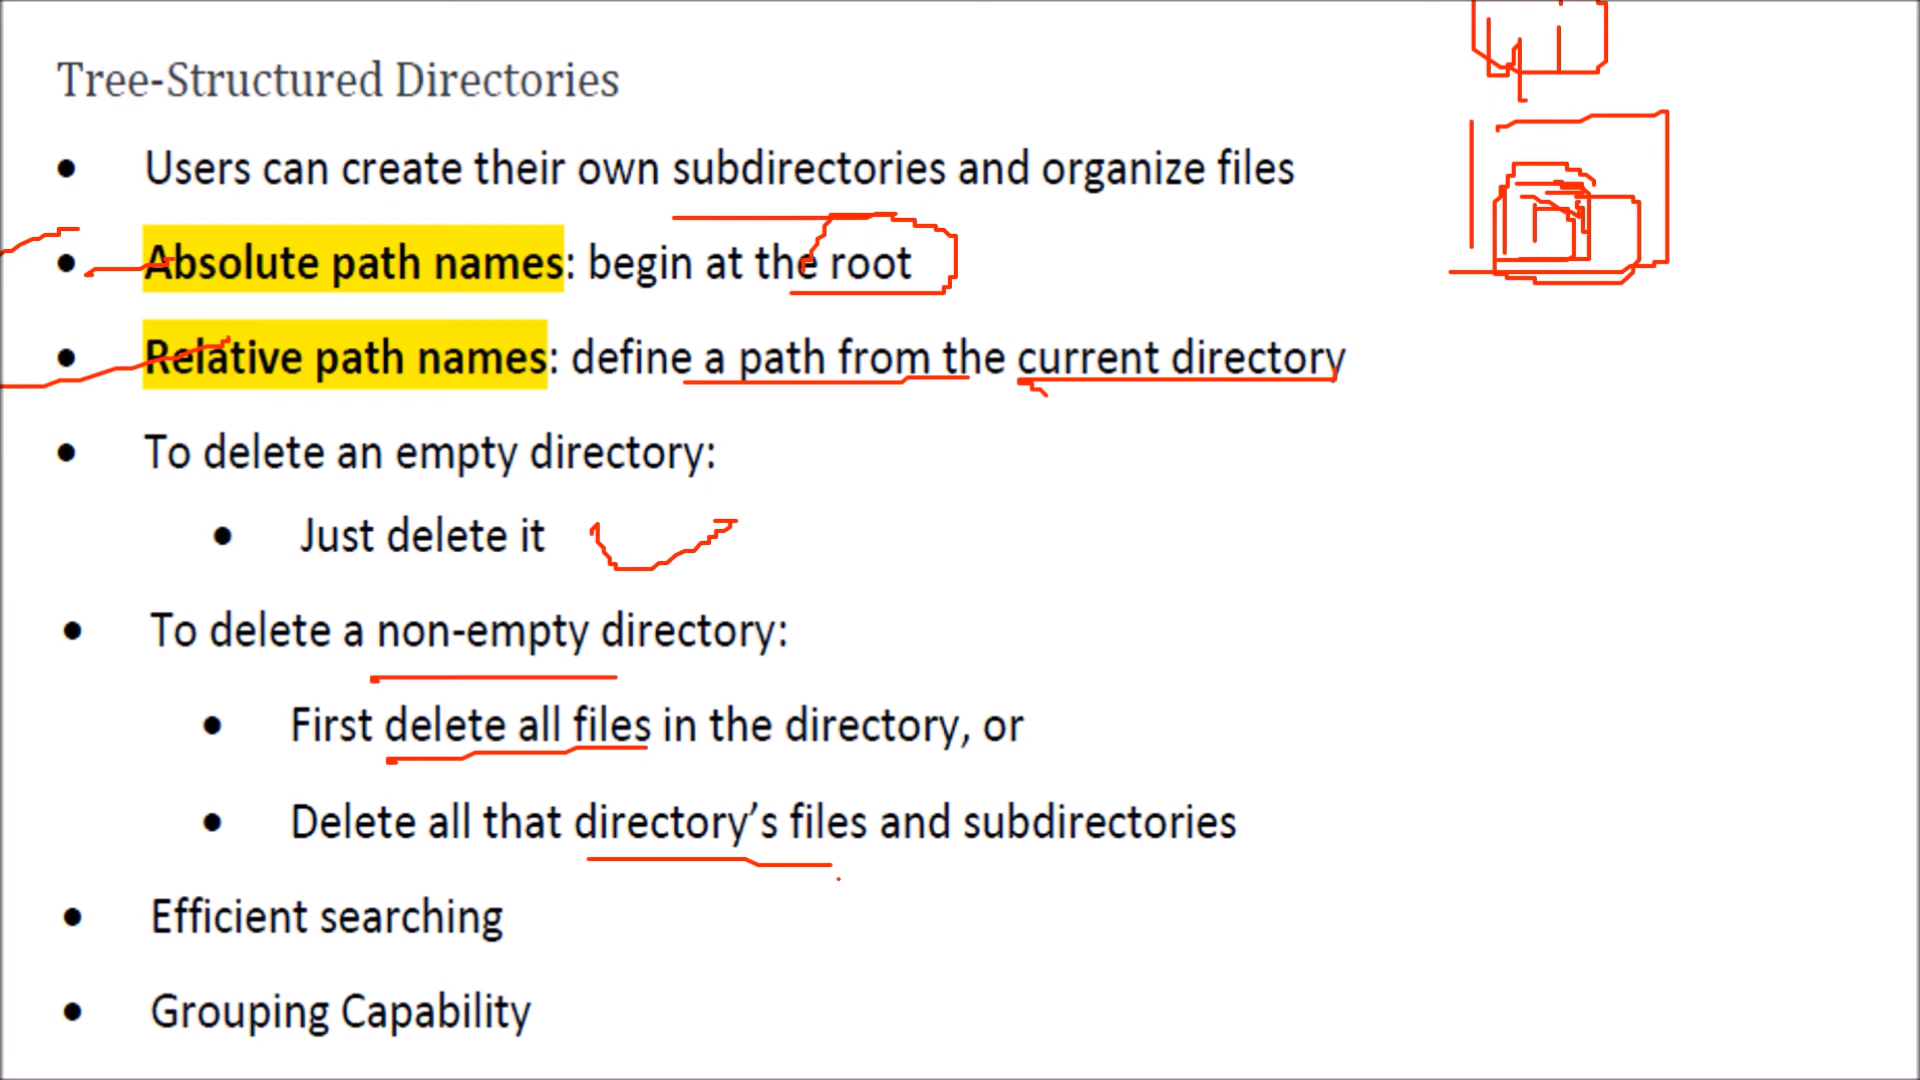 Tree-Structured Directories
• Users can create their own subdirectories and organize files
• Absolute path names: begin at the root
• Relative path names: define a path from the current directory
• To delete an empty directory:
• Just delete it
• To delete a non-empty directory:
• First delete all files in the directory, or
• Delete all that directory’s files and subdirectories
• Efficient searching
• Grouping Capability